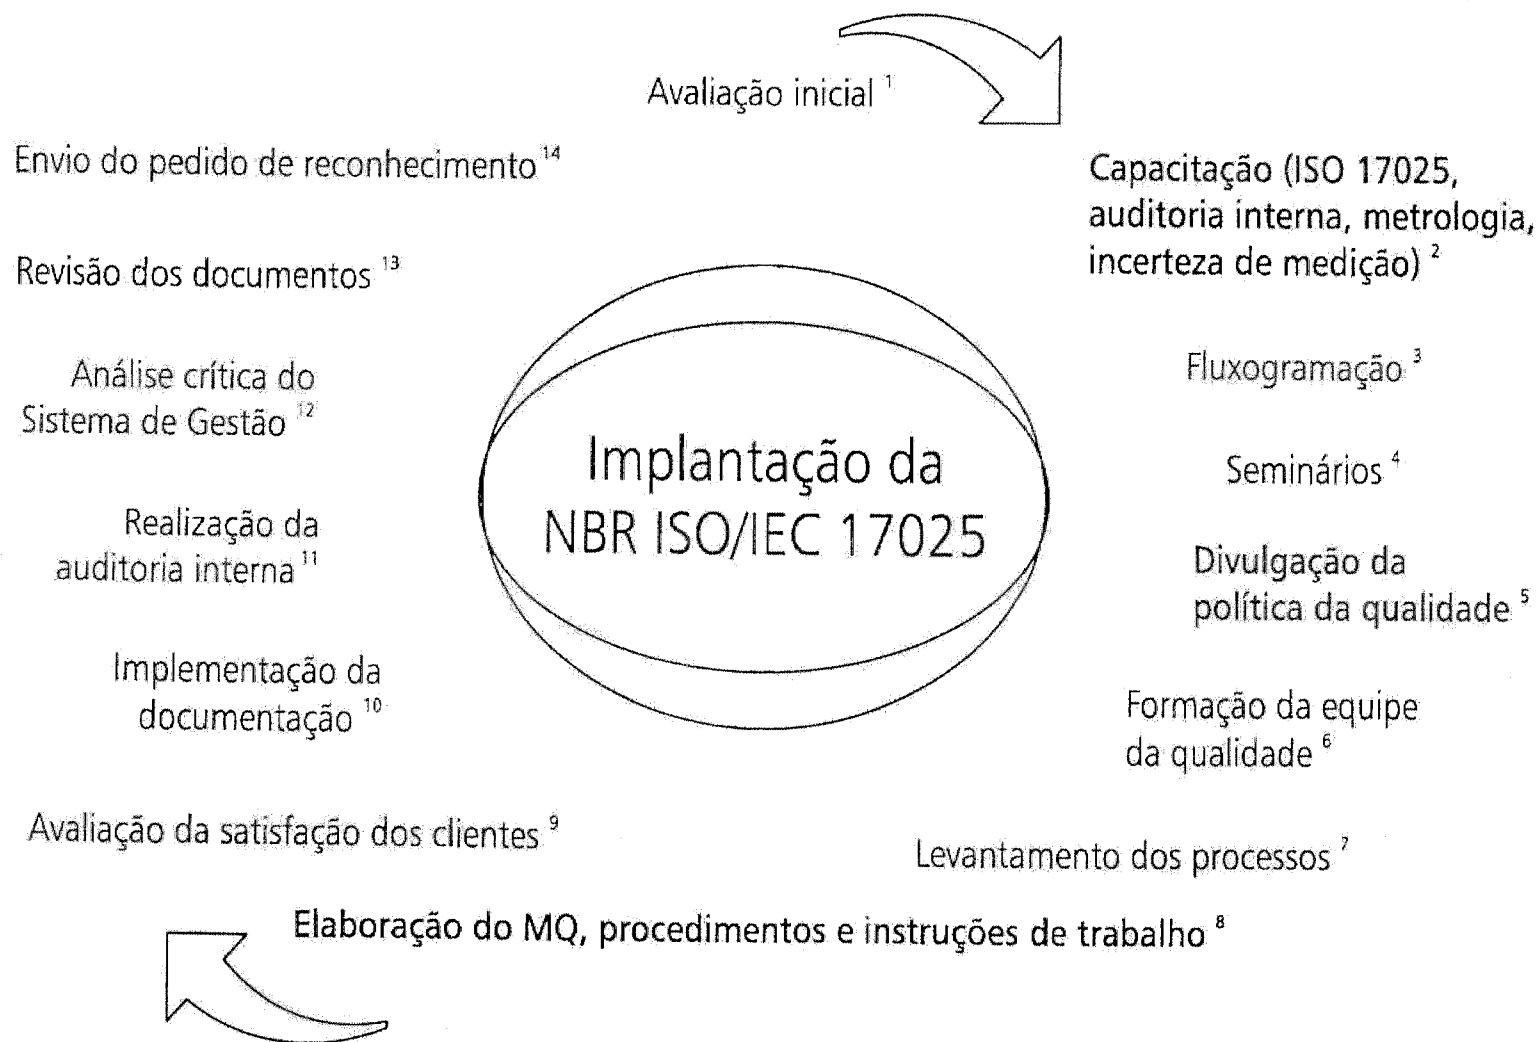 Avaliação inicial 1
Capacitação (ISO 17025,
auditoria interna, metrologia,
incerteza de medição) 2
Fluxogramação 3
Seminários 4
Divulgação da
política da qualidade 5
Formação da equipe
da qualidade 6
Levantamento dos processos 7
Elaboração do MQ, procedimentos e instruções de trabalho 8
Avaliação da satisfação dos clientes 9
Implementação da
documentação 10
Realização da
auditoria interna 11
Análise crítica do
Sistema de Gestão 12
Revisão dos documentos 13
Envio do pedido de reconhecimento 14
Implantação da
NBR ISO/IEC 17025